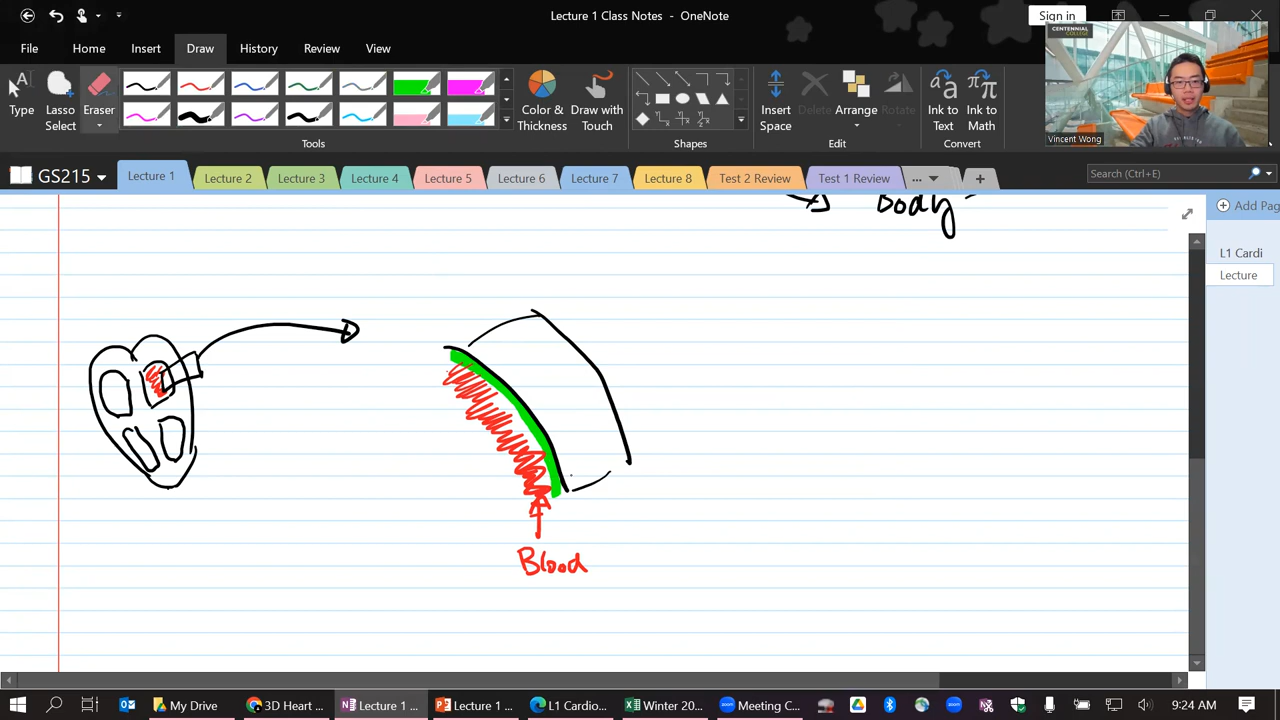 Lecture 1 Class Notes - OneNote
Sign in
File Home Insert Draw History Review View
CENTENNIAL COLLEGE
Vincent Wong
Type
Lasso Select
Eraser
Color & Thickness
Draw with Touch
Insert Space
Delete
Arrange
Rotate
Ink to Text
Ink to Math
Tools
Shapes
Edit
Convert
GS215
Lecture 1 Lecture 2 Lecture 3 Lecture 4 Lecture 5 Lecture 6 Lecture 7 Lecture 8 Test 2 Review Test 1 Review ...
Search (Ctrl+E)
Add Pag
L1 Cardi
Lecture
Body
Blood
My Drive
3D Heart ...
Lecture 1 ...
Lecture 1 ...
Cardio...
Winter 20...
Meeting C...
9:24 AM